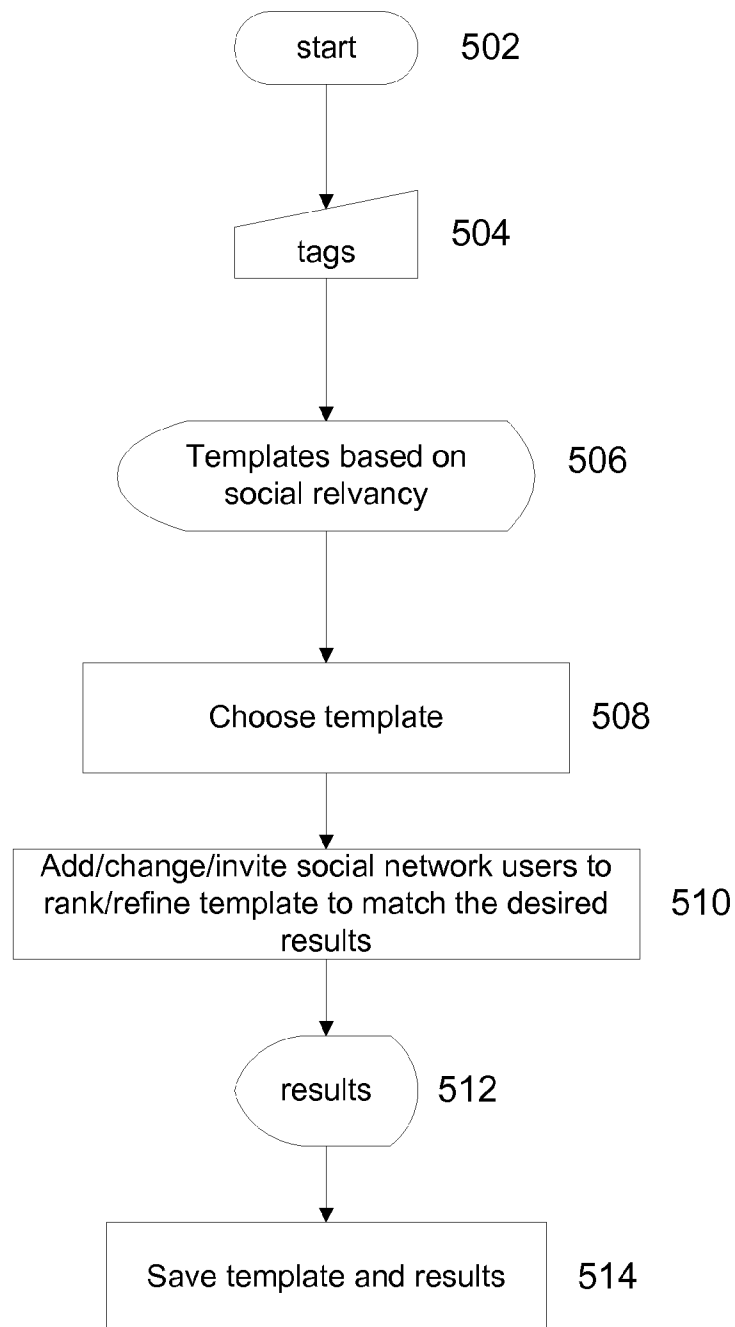 start 502
tags 504
Templates based on
social relvancy 506
Choose template 508
Add/change/invite social network users to
rank/refine template to match the desired
results 510
results 512
Save template and results 514